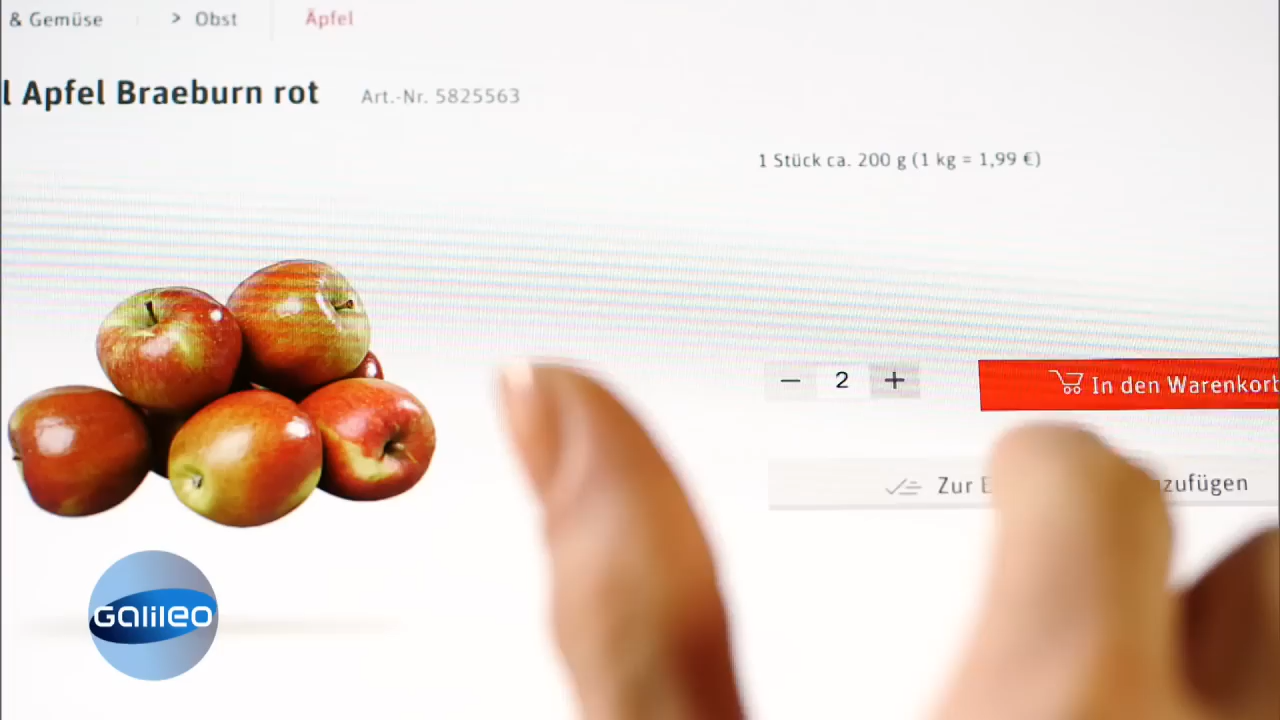 & Gemüse > Obst Äpfel
l Apfel Braeburn rot Art.-Nr. 5825563
1 Stück ca. 200 g (1 kg = 1,99 €)
− 2 +
In den Warenkort
Zur
zufügen
GaLiLEO